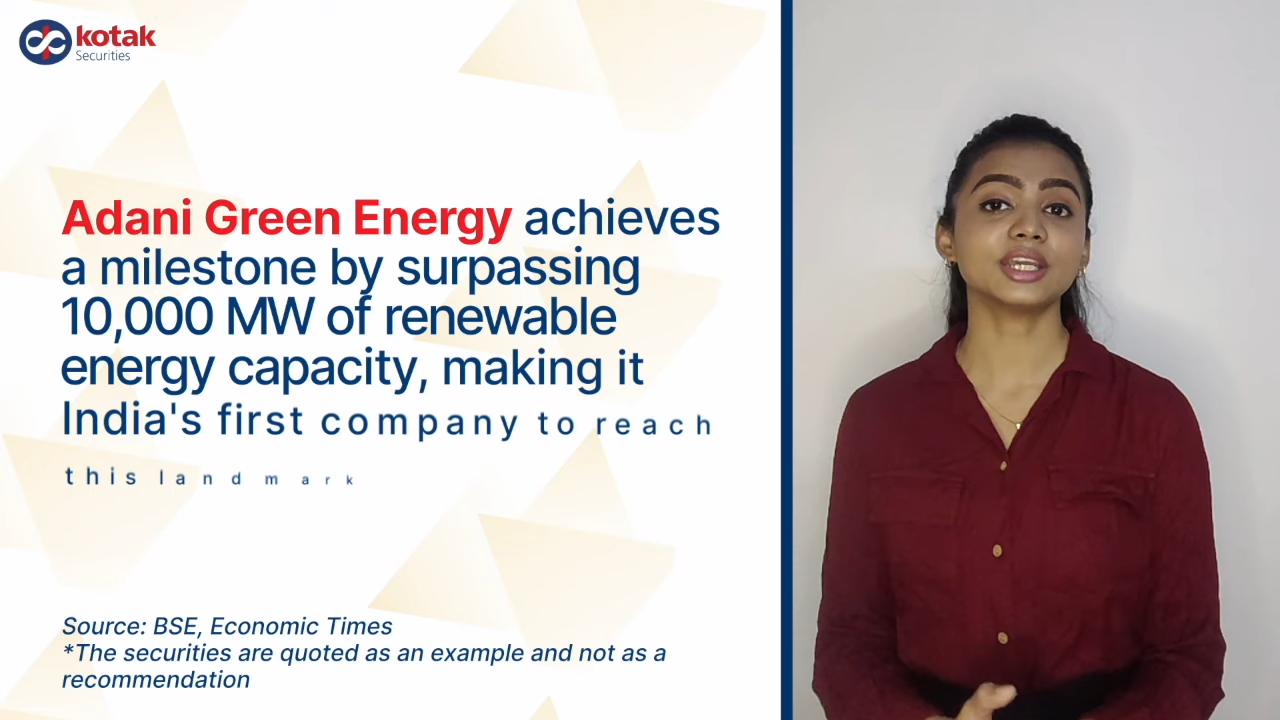 kotak
Securities
Adani Green Energy achieves
a milestone by surpassing
10,000 MW of renewable
energy capacity, making it
India's first company to reach
this landmark
Source: BSE, Economic Times
*The securities are quoted as an example and not as a
recommendation